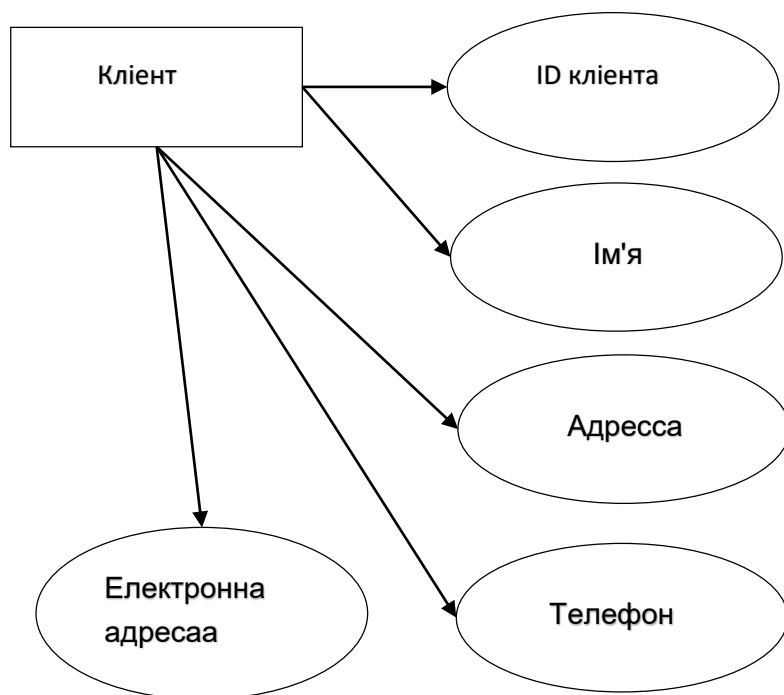 Клієнт
ID клієнта
Ім'я
Адресса
Електронна
адресаа
Телефон